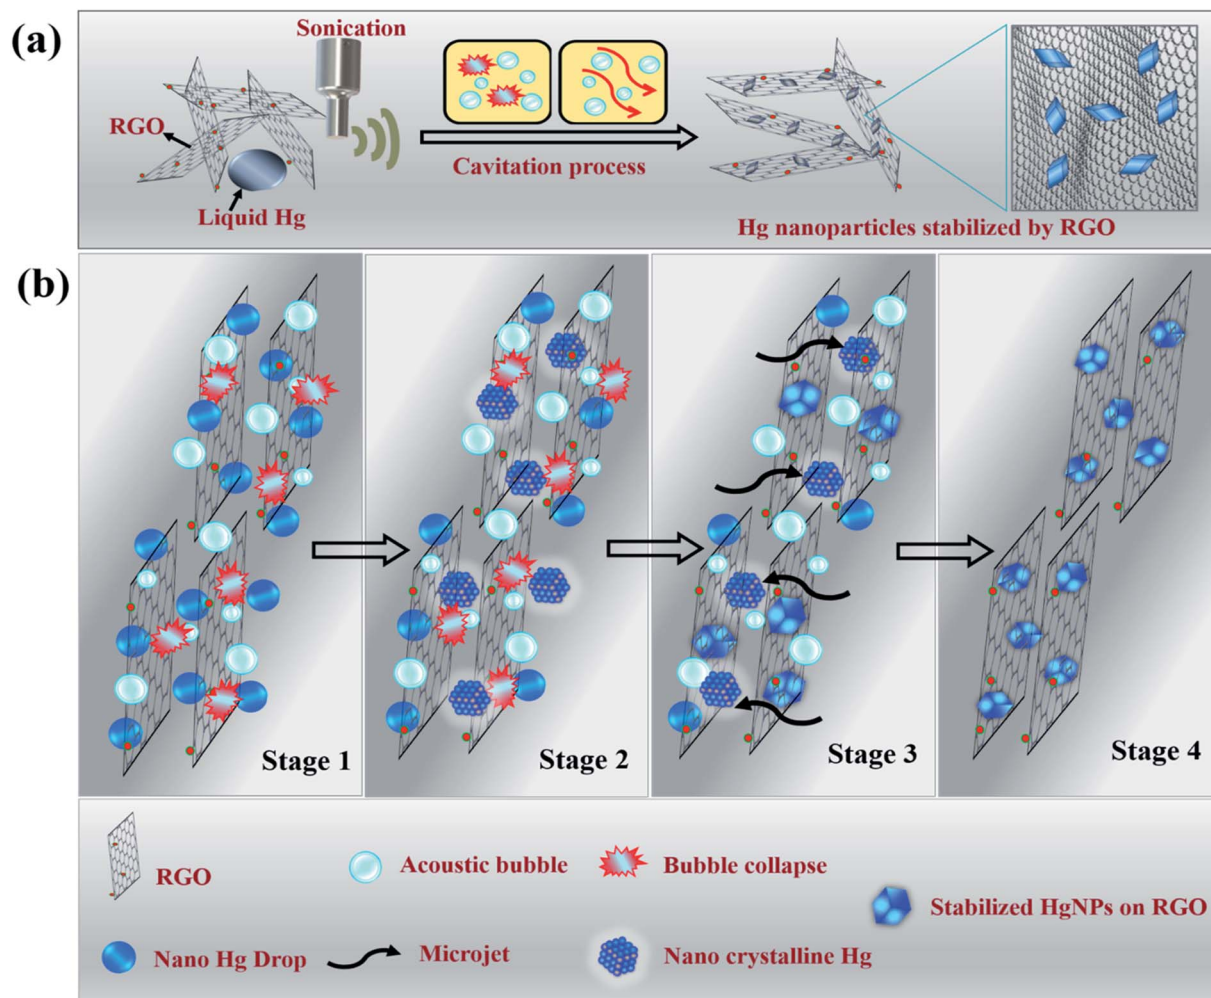 (a)
Sonication
RGO
Liquid Hg
Cavitation process
Hg nanoparticles stabilized by RGO
(b)
Stage 1
Stage 2
Stage 3
Stage 4
RGO
Acoustic bubble
Bubble collapse
Stabilized HgNPs on RGO
Nano Hg Drop
Microjet
Nano crystalline Hg